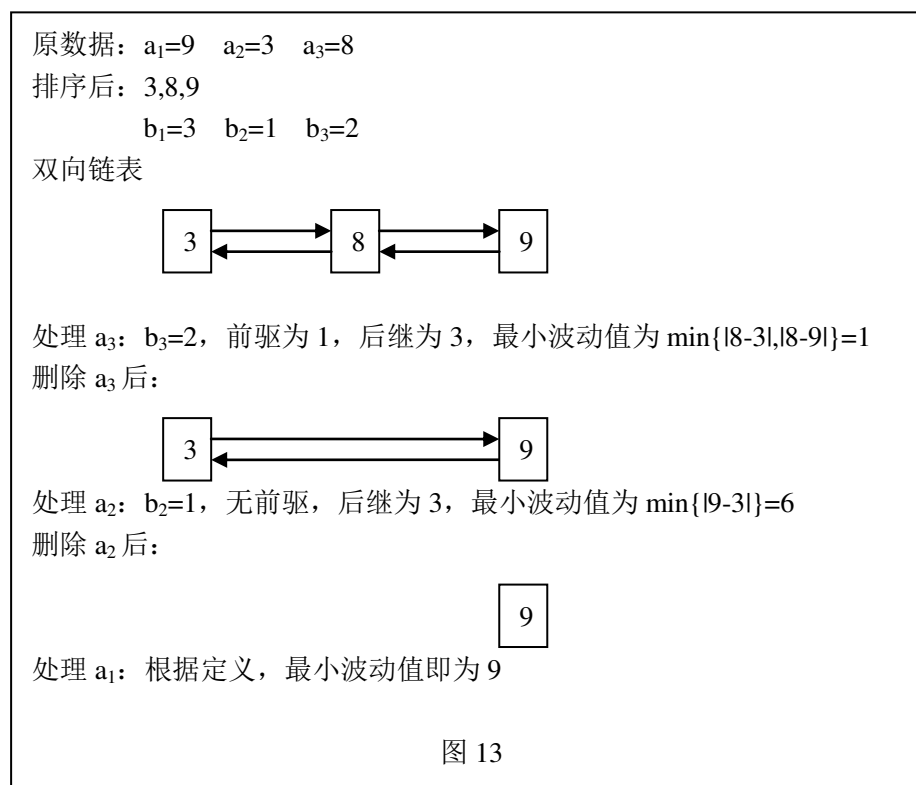 原数据：a₁=9 a₂=3 a₃=8
排序后：3,8,9
b₁=3 b₂=1 b₃=2
双向链表
3 8 9
处理 a₃：b₃=2，前驱为 1，后继为 3，最小波动值为 min{|8-3|,|8-9|}=1
删除 a₃ 后：
3 9
处理 a₂：b₂=1，无前驱，后继为 3，最小波动值为 min{|9-3|}=6
删除 a₂ 后：
9
处理 a₁：根据定义，最小波动值即为 9
图 13